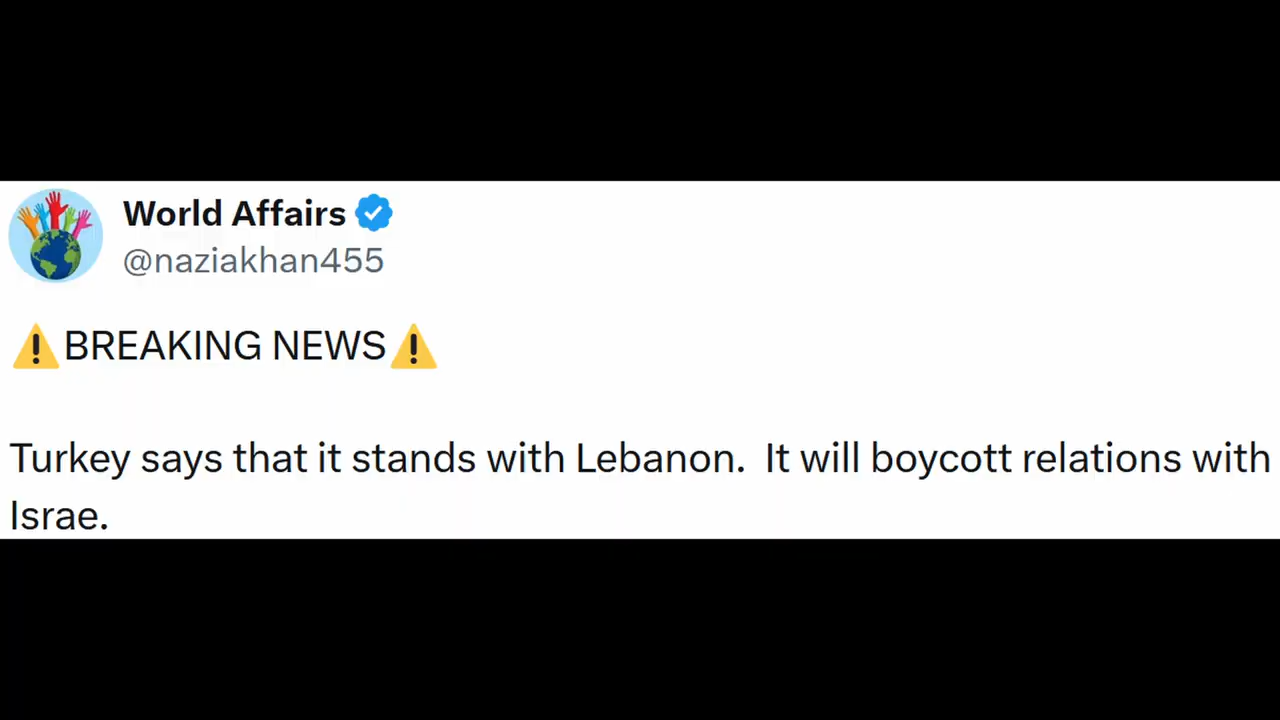 World Affairs
@naziakhan455
⚠️BREAKING NEWS⚠️
Turkey says that it stands with Lebanon.  It will boycott relations with
Israe.